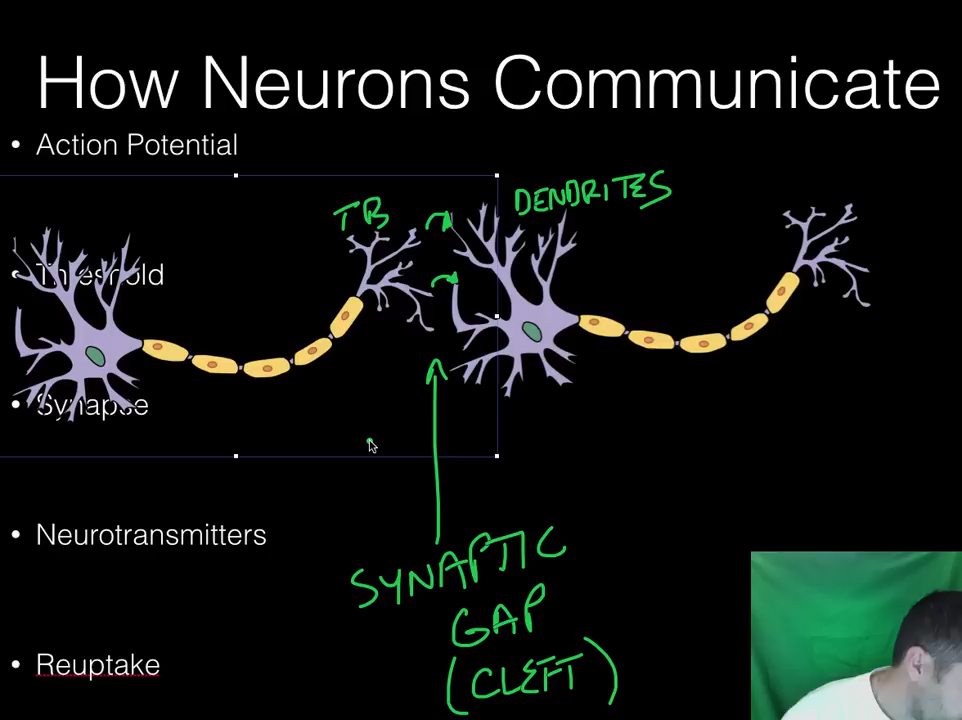 How Neurons Communicate
• Action Potential
DENDRITES
TB
• Threshold
• Synapse
• Neurotransmitters
SYNAPTIC
GAP
(CLEFT)
• Reuptake